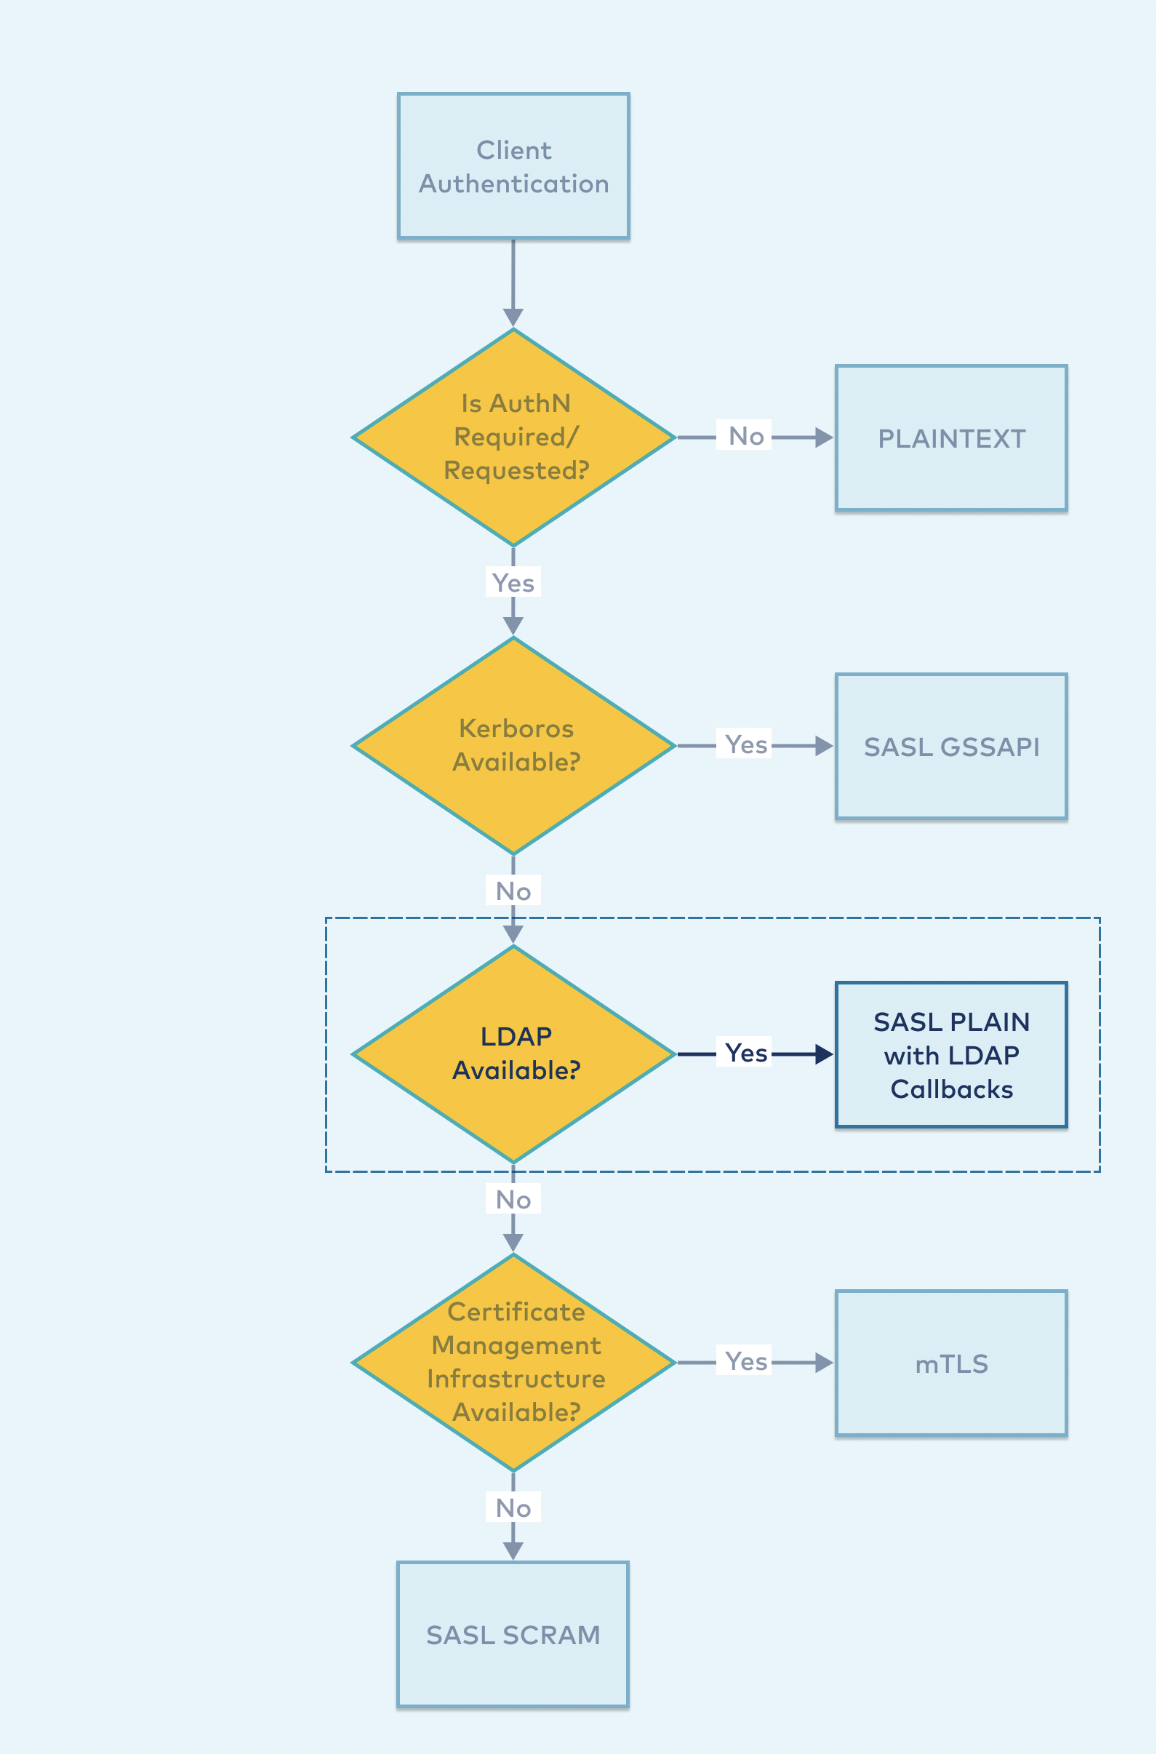 Client
Authentication
Is AuthN
Required/
Requested?
No
PLAINTEXT
Yes
Kerboros
Available?
Yes
SASL GSSAPI
No
LDAP
Available?
Yes
SASL PLAIN
with LDAP
Callbacks
No
Certificate
Management
Infrastructure
Available?
Yes
mTLS
No
SASL SCRAM